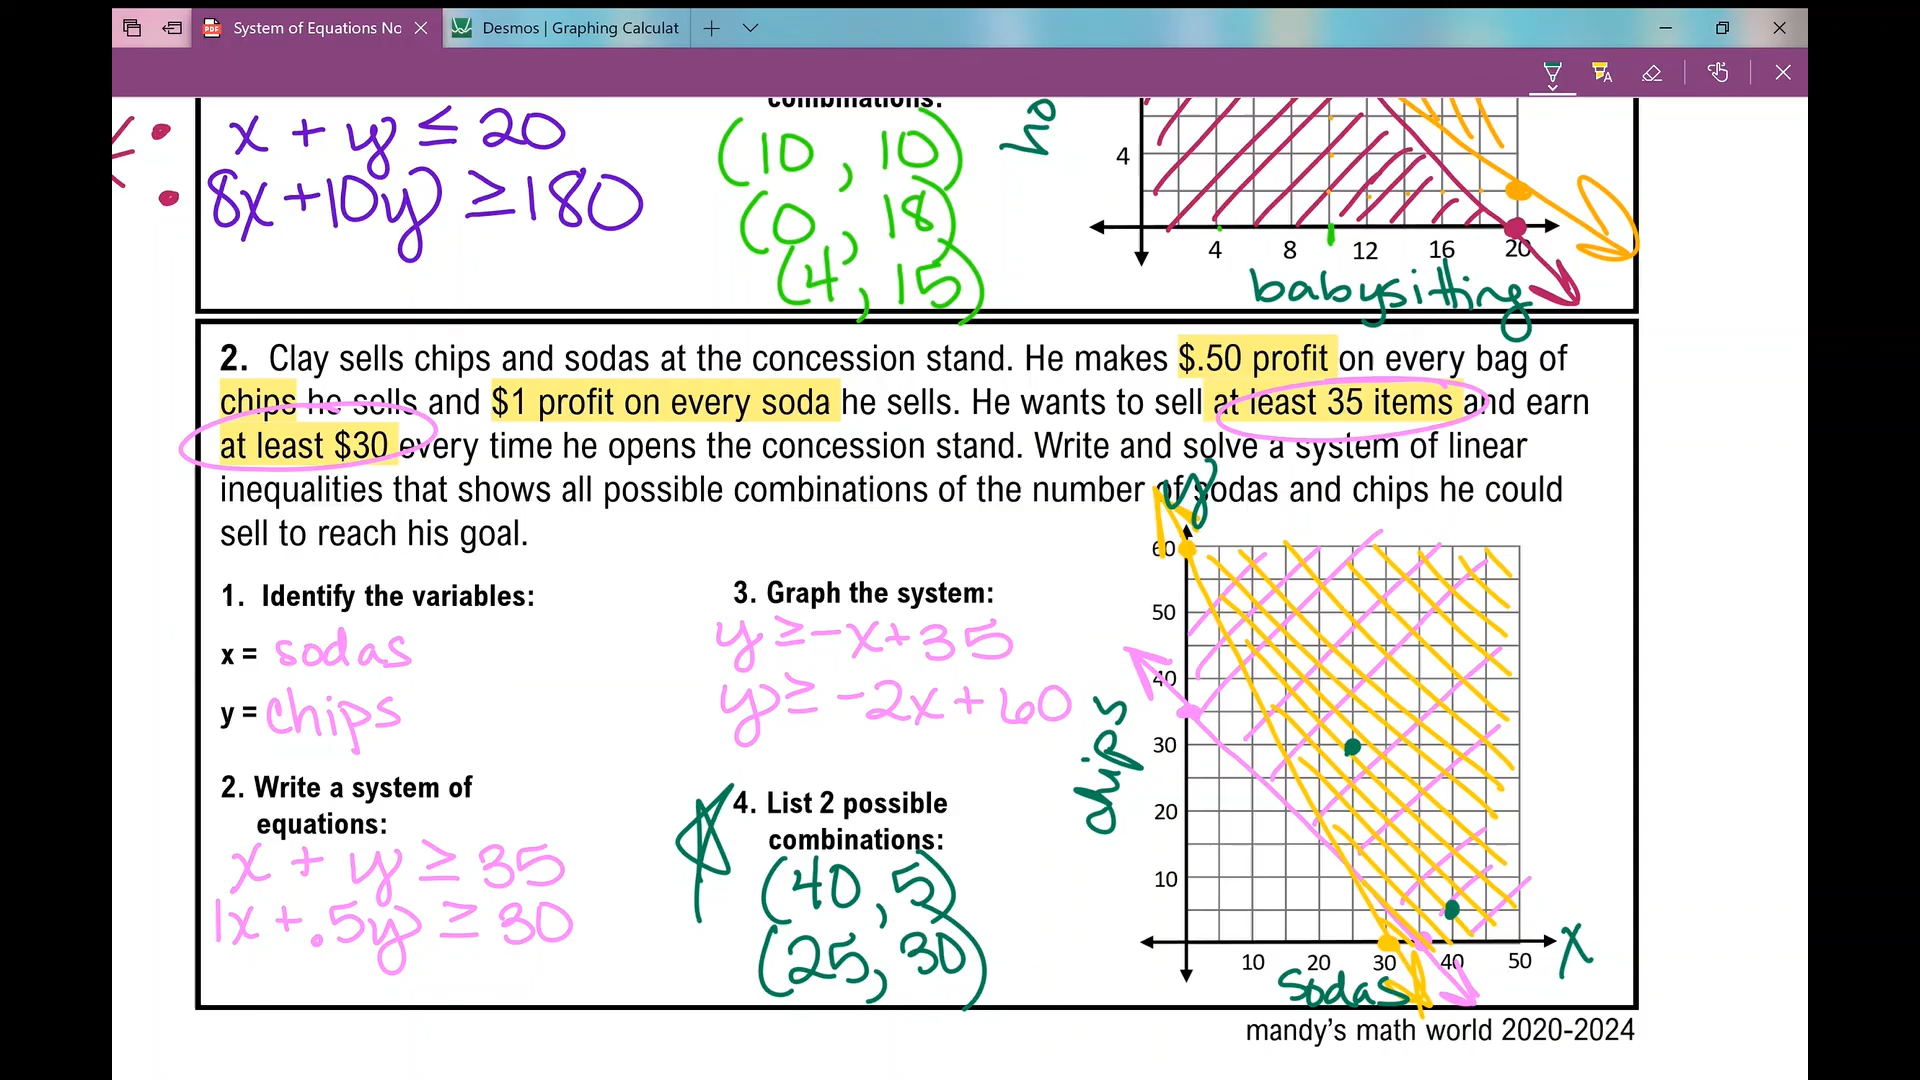 System of Equations No
Desmos | Graphing Calculat
combinations:
x + y ≤ 20
8x + 10y ≥ 180
(10, 10)
(0, 18)
(4, 15)
ho
4
4 8 12 16 20
babysitting
2. Clay sells chips and sodas at the concession stand. He makes $.50 profit on every bag of
chips he sells and $1 profit on every soda he sells. He wants to sell at least 35 items and earn
at least $30 every time he opens the concession stand. Write and solve a system of linear
inequalities that shows all possible combinations of the number of sodas and chips he could
sell to reach his goal.
1. Identify the variables:
x = sodas
y = chips
2. Write a system of
equations:
x + y ≥ 35
1x + .5y ≥ 30
3. Graph the system:
y ≥ -x + 35
y ≥ -2x + 60
4. List 2 possible
combinations:
(40, 5)
(25, 30)
y
60
50
40
30
20
10
chips
10 20 30 40 50
x
sodas
mandy's math world 2020-2024